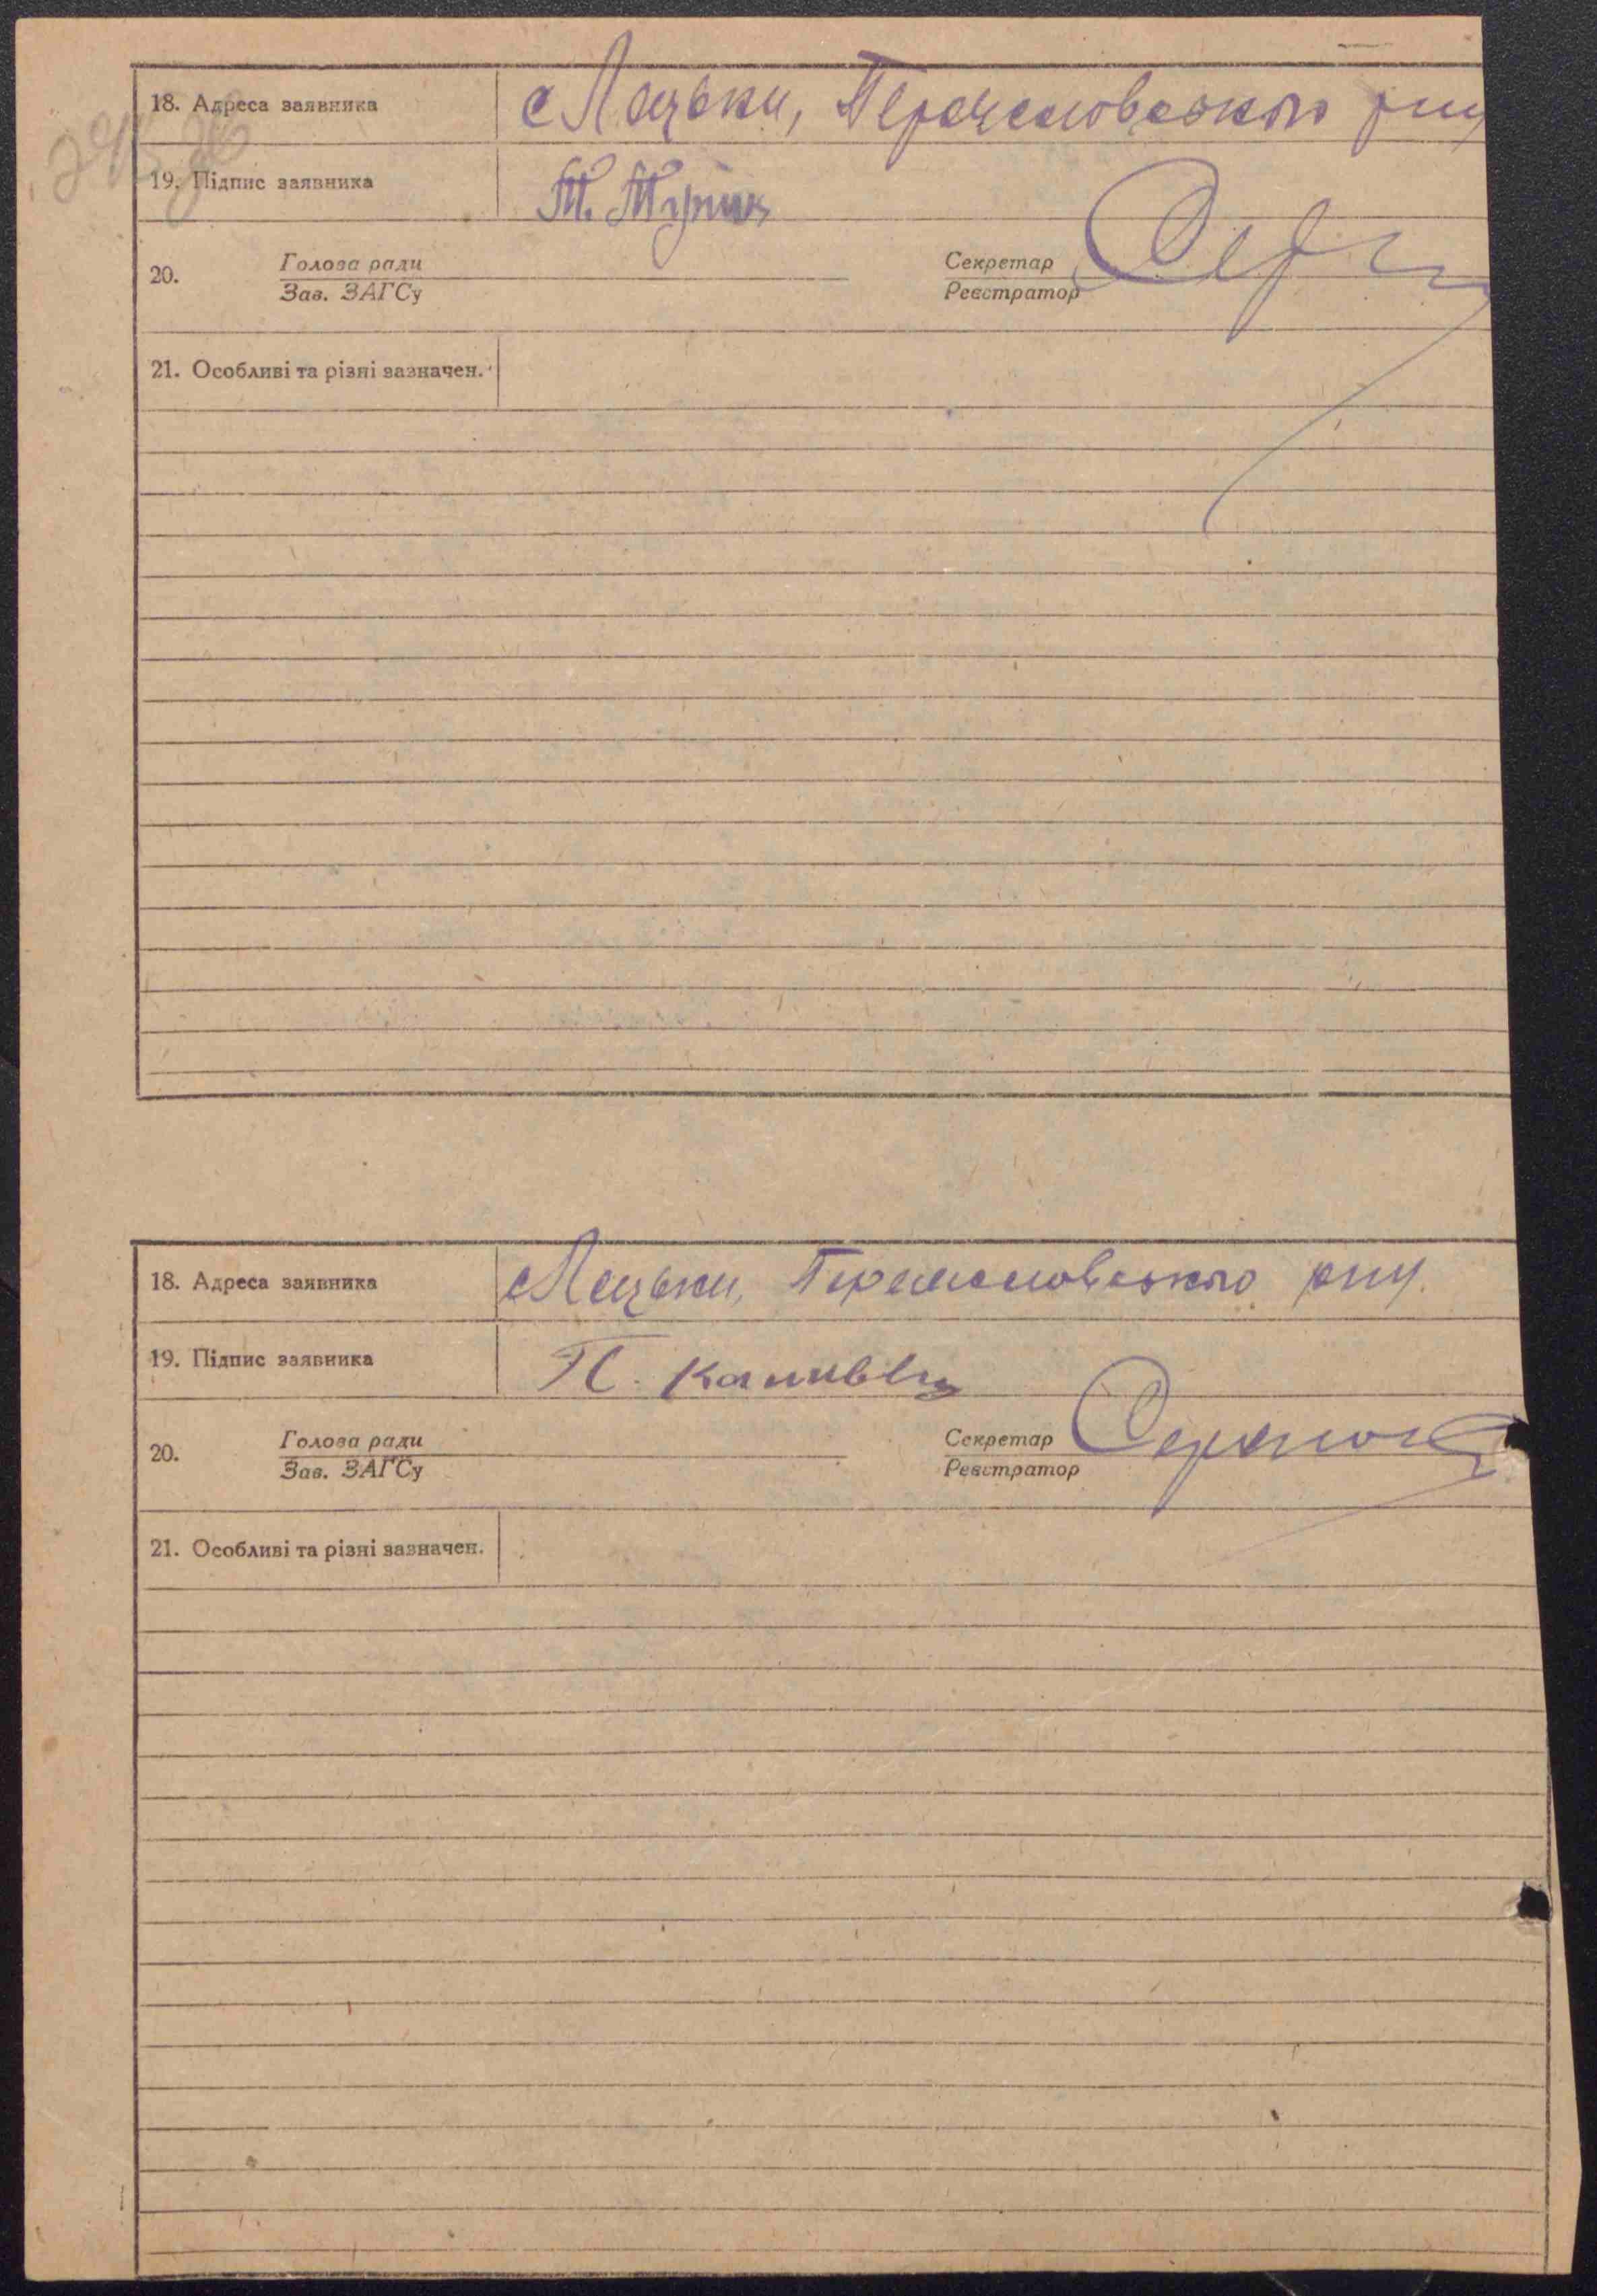 18. Адреса заявника с Лецьки, Переяславського р-ну
19. Підпис заявника Т.
20. Голова ради Секретар
Зав. ЗАГСу Реєстратор
21. Особливі та різні зазначен.
18. Адреса заявника с Лецьки, Переяславського р-ну.
19. Підпис заявника П.
20. Голова ради Секретар
Зав. ЗАГСу Реєстратор
21. Особливі та різні зазначен.